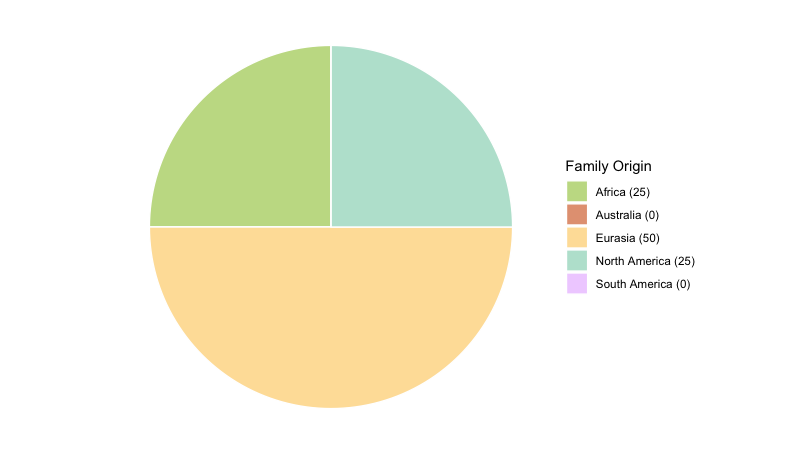 Family Origin
Africa (25)
Australia (0)
Eurasia (50)
North America (25)
South America (0)